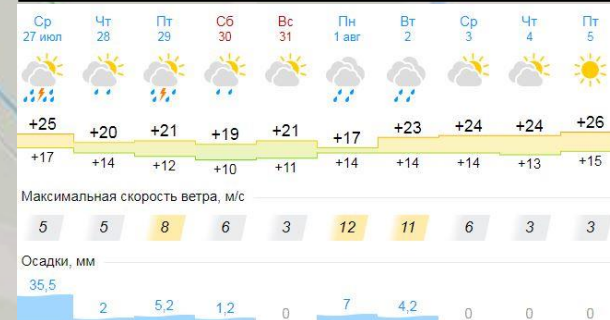 Ср Чт Пт Сб Вс Пн Вт Ср Чт Пт
27 июл 28 29 30 31 1 авг 2 3 4 5
+25 +20 +21 +19 +21 +17 +23 +24 +24 +26
+17 +14 +12 +10 +11 +14 +14 +14 +13 +15
Максимальная скорость ветра, м/с
5 5 8 6 3 12 11 6 3 3
Осадки, мм
35,5 2 5,2 1,2 0 7 4,2 0 0 0